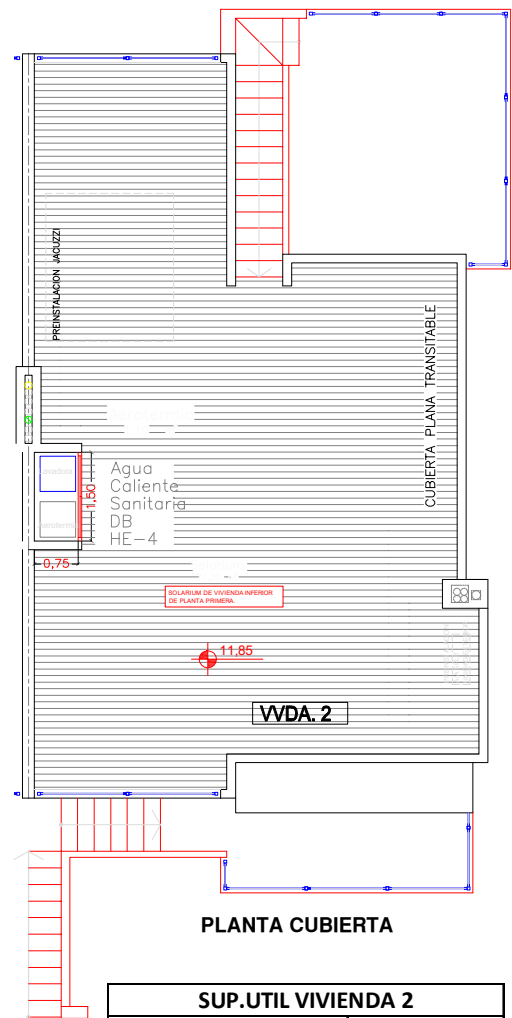 PREINSTALACION JACUZZI
CUBIERTA PLANA TRANSITABLE
Lavadora
Agua
Caliente
Sanitaria
DB
HE-4
1,50
0,75
SOLARIUM DE VIVIENDA INFERIOR
DE PLANTA PRIMERA
11,85
VVDA. 2
PLANTA CUBIERTA
SUP.UTIL VIVIENDA 2